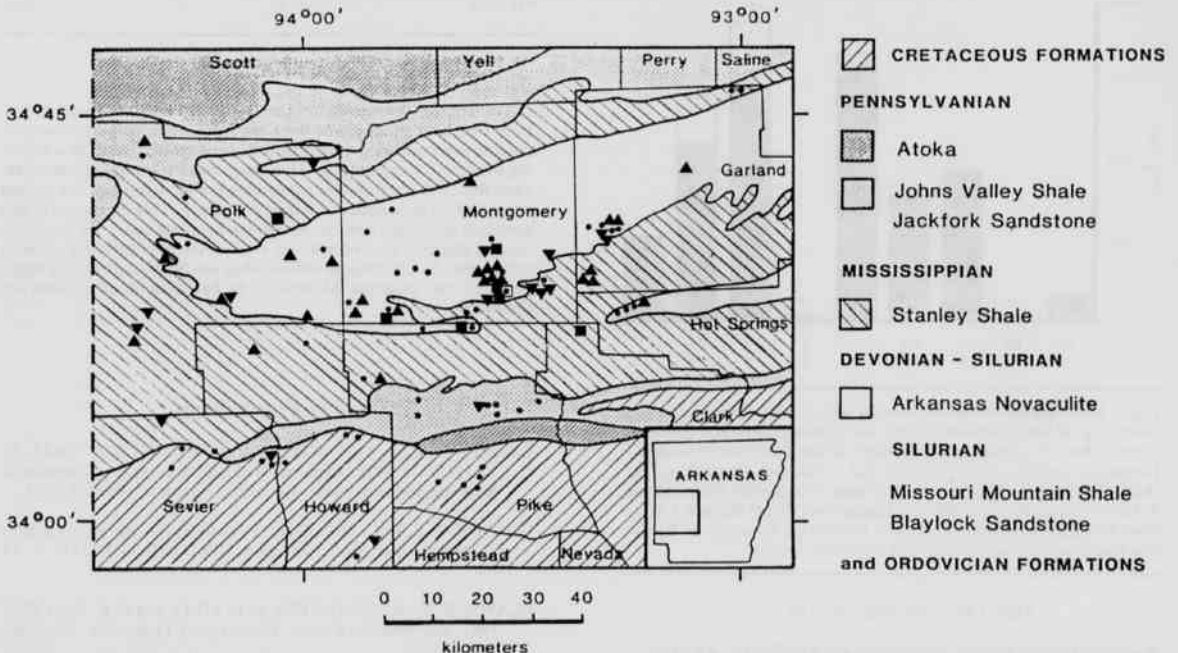 94°00′ 93°00′
34°45′
34°00′
Scott Yell Perry Saline
Garland
Polk Montgomery
Hot Springs
Clark
Sevier Howard Pike
Hempstead Nevada
ARKANSAS
0 10 20 30 40
kilometers
CRETACEOUS FORMATIONS
PENNSYLVANIAN
Atoka
Johns Valley Shale
Jackfork Sandstone
MISSISSIPPIAN
Stanley Shale
DEVONIAN - SILURIAN
Arkansas Novaculite
SILURIAN
Missouri Mountain Shale
Blaylock Sandstone
and ORDOVICIAN FORMATIONS